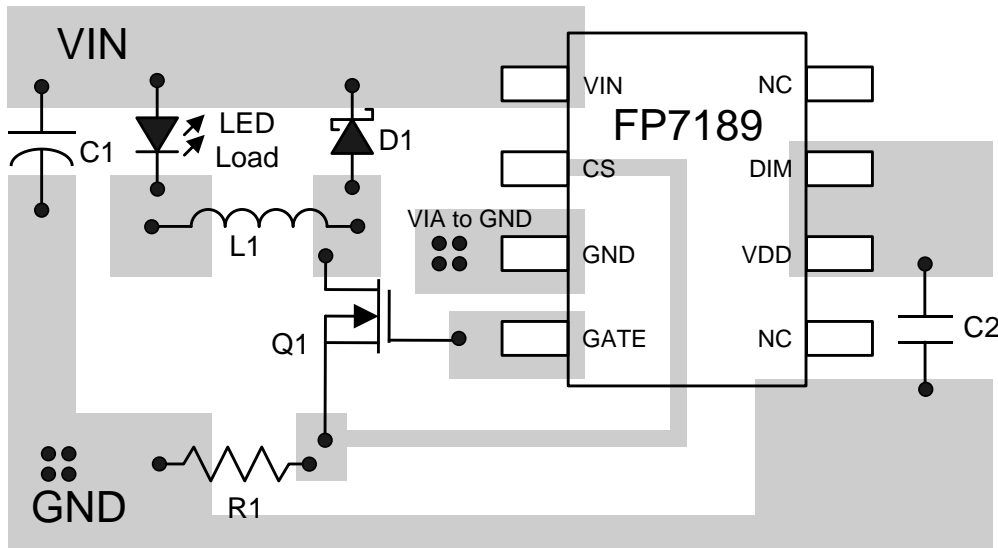 VIN
C1
LED
Load
D1
L1
VIA to GND
Q1
GND
R1
FP7189
VIN
CS
GND
GATE
NC
DIM
VDD
NC
C2